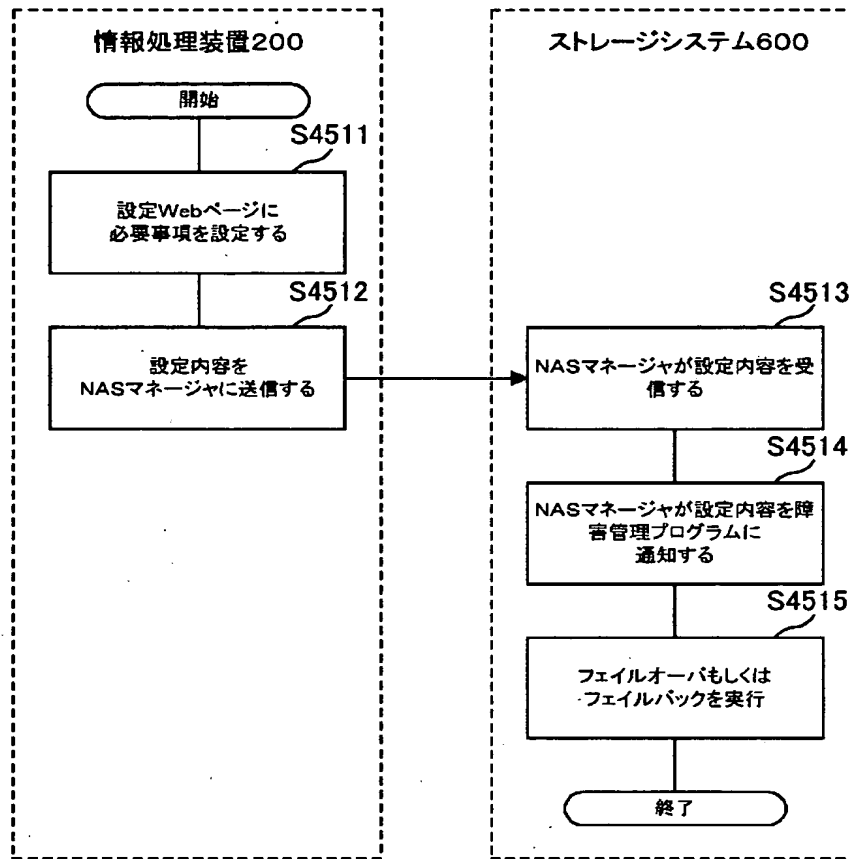 情報処理装置200
開始
S4511
設定Webページに
必要事項を設定する
S4512
設定内容を
NASマネージャに送信する
ストレージシステム600
S4513
NASマネージャが設定内容を受
信する
S4514
NASマネージャが設定内容を障
害管理プログラムに
通知する
S4515
フェイルオーバもしくは
フェイルバックを実行
終了